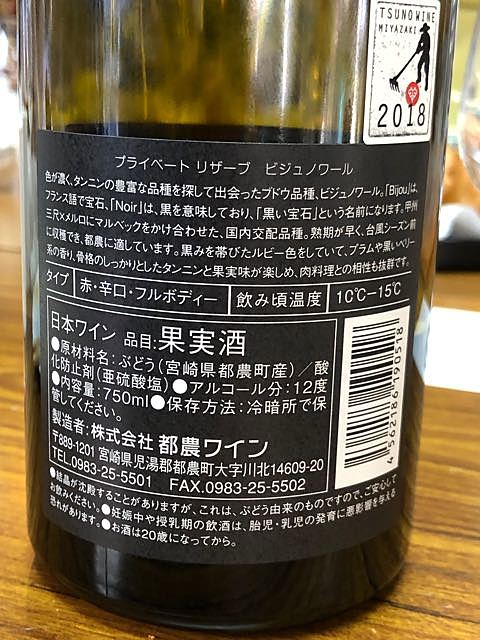 TSUNOWINE
MIYAZAKI
2018
プライベート リザーブ ビジュノワール
色が濃く、タンニンの豊富な品種を探して出会ったブドウ品種、ビジュノワール。「Bijou」は、
フランス語で宝石、「Noir」は、黒を意味しており、「黒い宝石」という名前になります。甲州
三尺×メルロにマルベックをかけ合わせた、国内交配品種。熟期が早く、台風シーズン前
に収穫でき、都農に適しています。黒みを帯びたルビー色をしていて、プラムや黒いベリー
系の香り、骨格のしっかりとしたタンニンと果実味が楽しめ、肉料理との相性も抜群です。
タイプ 赤・辛口・フルボディー 飲み頃温度 10℃−15℃
日本ワイン 品目:果実酒
●原材料名:ぶどう(宮崎県都農町産)/酸
化防止剤(亜硫酸塩)●アルコール分:12度
●内容量:750ml●保存方法:冷暗所で保
管してください。
製造者:株式会社 都農ワイン
〒889-1201 宮崎県児湯郡都農町大字川北14609-20
TEL.0983-25-5501 FAX.0983-25-5502
4562186190518
●結晶が沈殿することがありますが、これは、ぶどう由来のものですので、ご安心して
お飲みください。●妊娠中や授乳期の飲酒は、胎児・乳児の発育に悪影響を与える
恐れがあります。●お酒は20歳になってから。